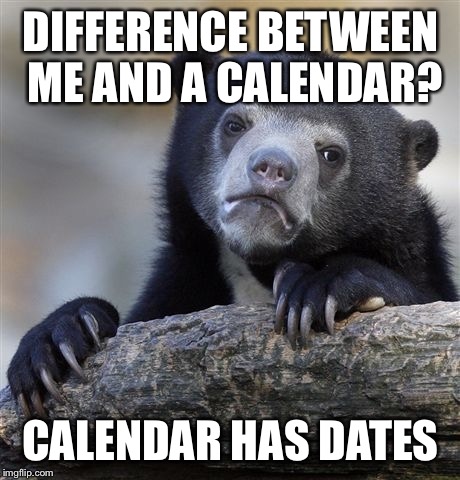 DIFFERENCE BETWEEN
ME AND A CALENDAR?
CALENDAR HAS DATES
imgflip.com